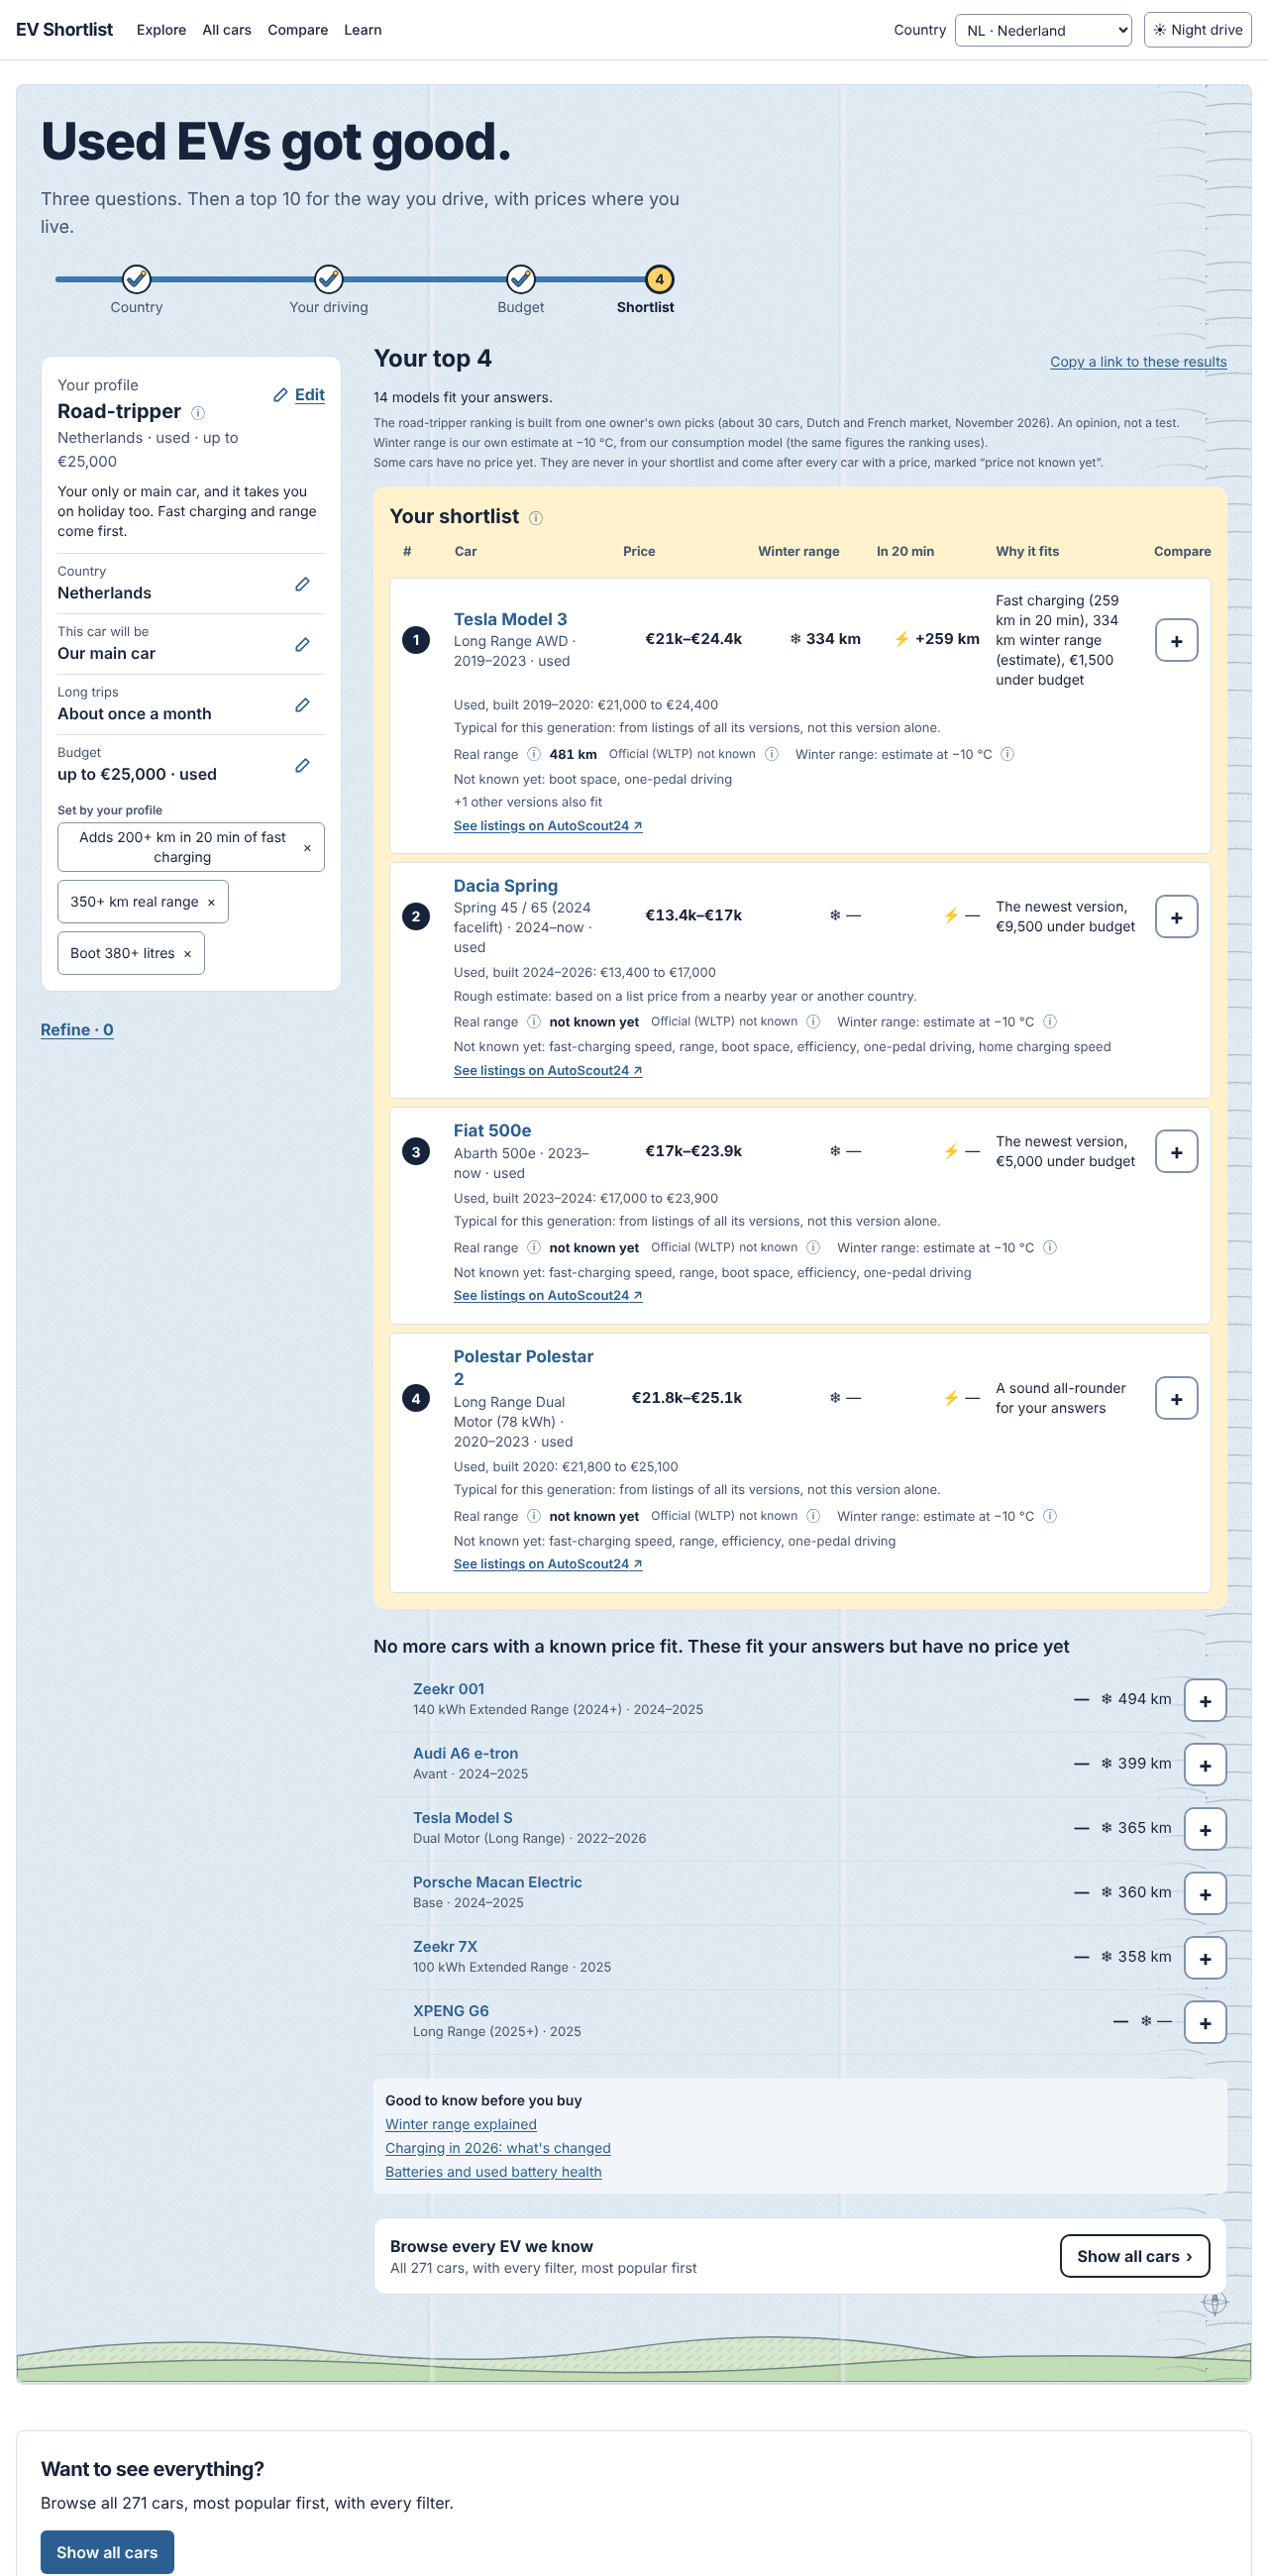 EV Shortlist Explore All cars Compare Learn Country NL · Nederland ☀ Night drive
Used EVs got good.
Three questions. Then a top 10 for the way you drive, with prices where you
live.
4
Country Your driving Budget Shortlist
Your profile
Edit
Road-tripper ⓘ
Netherlands · used · up to
€25,000
Your only or main car, and it takes you
on holiday too. Fast charging and range
come first.
Country
Netherlands
This car will be
Our main car
Long trips
About once a month
Budget
up to €25,000 · used
Set by your profile
Adds 200+ km in 20 min of fast
charging ×
350+ km real range ×
Boot 380+ litres ×
Refine · 0
Your top 4
Copy a link to these results
14 models fit your answers.
The road-tripper ranking is built from one owner's own picks (about 30 cars, Dutch and French market, November 2026). An opinion, not a test.
Winter range is our own estimate at −10 °C, from our consumption model (the same figures the ranking uses).
Some cars have no price yet. They are never in your shortlist and come after every car with a price, marked “price not known yet”.
Your shortlist ⓘ
# Car Price Winter range In 20 min Why it fits Compare
1
Tesla Model 3
Long Range AWD ·
2019–2023 · used
€21k–€24.4k ❄ 334 km ⚡ +259 km
Fast charging (259
km in 20 min), 334
km winter range
(estimate), €1,500
under budget
+
Used, built 2019–2020: €21,000 to €24,400
Typical for this generation: from listings of all its versions, not this version alone.
Real range ⓘ 481 km Official (WLTP) not known ⓘ Winter range: estimate at −10 °C ⓘ
Not known yet: boot space, one-pedal driving
+1 other versions also fit
See listings on AutoScout24 ↗
2
Dacia Spring
Spring 45 / 65 (2024
facelift) · 2024–now ·
used
€13.4k–€17k ❄ — ⚡ —
The newest version,
€9,500 under budget
+
Used, built 2024–2026: €13,400 to €17,000
Rough estimate: based on a list price from a nearby year or another country.
Real range ⓘ not known yet Official (WLTP) not known ⓘ Winter range: estimate at −10 °C ⓘ
Not known yet: fast-charging speed, range, boot space, efficiency, one-pedal driving, home charging speed
See listings on AutoScout24 ↗
3
Fiat 500e
Abarth 500e · 2023–
now · used
€17k–€23.9k ❄ — ⚡ —
The newest version,
€5,000 under budget
+
Used, built 2023–2024: €17,000 to €23,900
Typical for this generation: from listings of all its versions, not this version alone.
Real range ⓘ not known yet Official (WLTP) not known ⓘ Winter range: estimate at −10 °C ⓘ
Not known yet: fast-charging speed, range, boot space, efficiency, one-pedal driving
See listings on AutoScout24 ↗
4
Polestar Polestar
2
Long Range Dual
Motor (78 kWh) ·
2020–2023 · used
€21.8k–€25.1k ❄ — ⚡ —
A sound all-rounder
for your answers
+
Used, built 2020: €21,800 to €25,100
Typical for this generation: from listings of all its versions, not this version alone.
Real range ⓘ not known yet Official (WLTP) not known ⓘ Winter range: estimate at −10 °C ⓘ
Not known yet: fast-charging speed, range, efficiency, one-pedal driving
See listings on AutoScout24 ↗
No more cars with a known price fit. These fit your answers but have no price yet
Zeekr 001
140 kWh Extended Range (2024+) · 2024–2025
— ❄ 494 km +
Audi A6 e-tron
Avant · 2024–2025
— ❄ 399 km +
Tesla Model S
Dual Motor (Long Range) · 2022–2026
— ❄ 365 km +
Porsche Macan Electric
Base · 2024–2025
— ❄ 360 km +
Zeekr 7X
100 kWh Extended Range · 2025
— ❄ 358 km +
XPENG G6
Long Range (2025+) · 2025
— ❄ — +
Good to know before you buy
Winter range explained
Charging in 2026: what's changed
Batteries and used battery health
Browse every EV we know
All 271 cars, with every filter, most popular first
Show all cars ›
Want to see everything?
Browse all 271 cars, most popular first, with every filter.
Show all cars